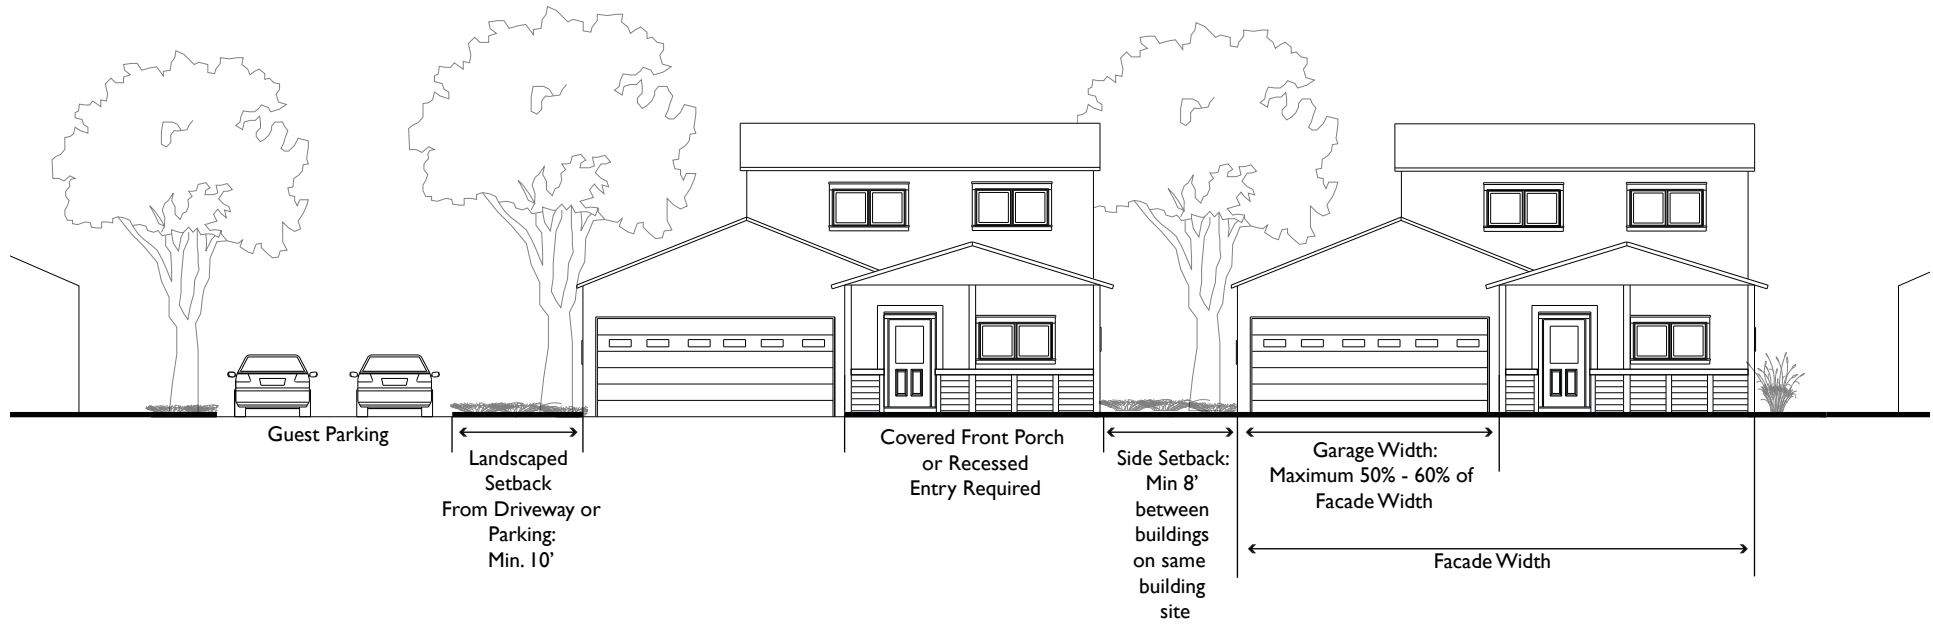 Guest Parking
Landscaped
Setback
From Driveway or
Parking:
Min. 10’
Covered Front Porch
or Recessed
Entry Required
Side Setback:
Min 8’
between
buildings
on same
building
site
Garage Width:
Maximum 50% - 60% of
Facade Width
Facade Width